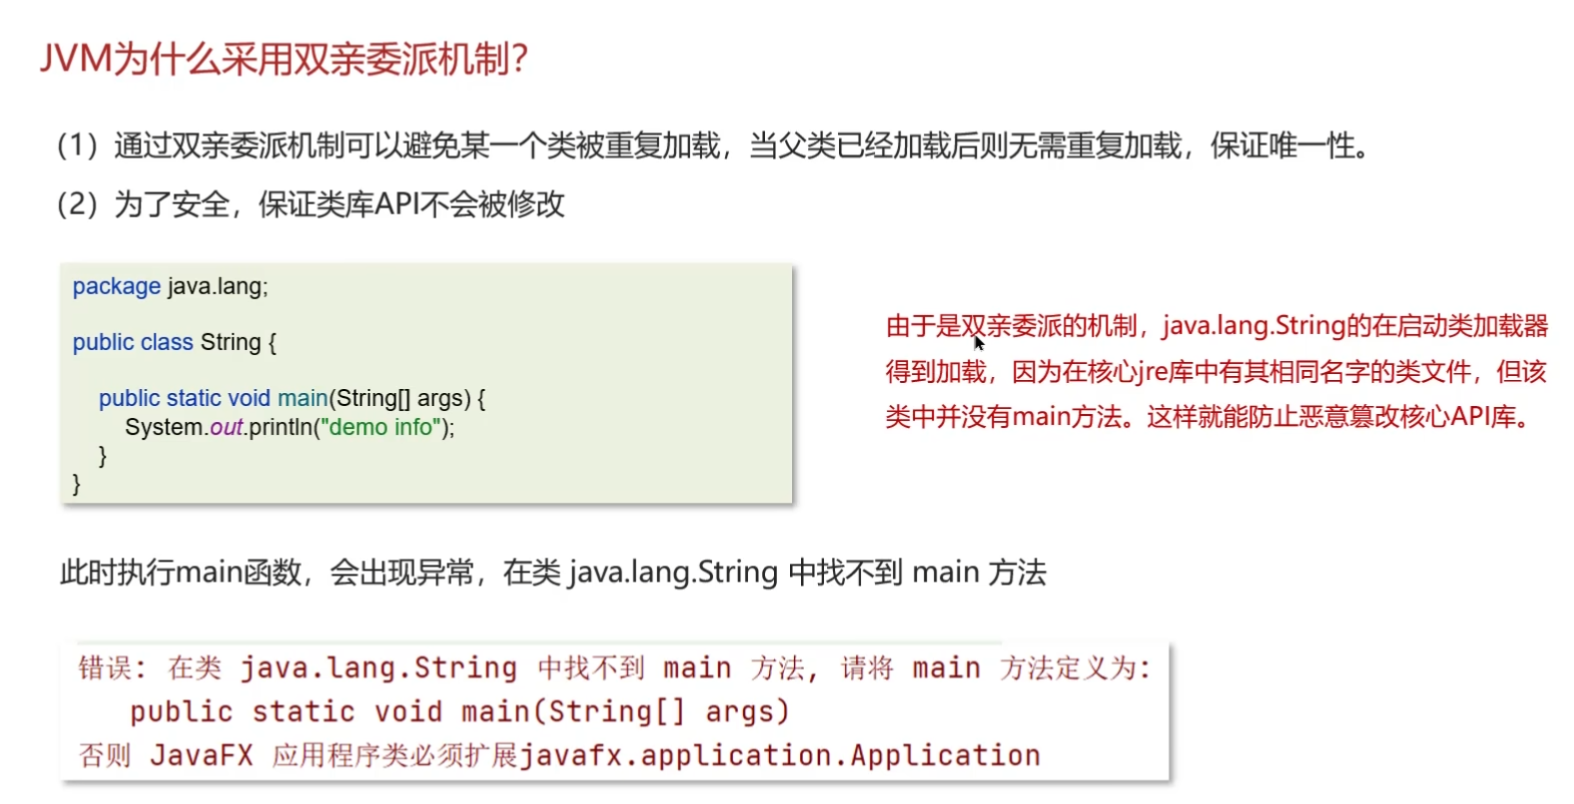 JVM为什么采用双亲委派机制?
（1）通过双亲委派机制可以避免某一个类被重复加载，当父类已经加载后则无需重复加载，保证唯一性。
（2）为了安全，保证类库API不会被修改
package java.lang;
public class String {
public static void main(String[] args) {
System.out.println("demo info");
}
}
由于是双亲委派的机制，java.lang.String的在启动类加载器
得到加载，因为在核心jre库中有其相同名字的类文件，但该
类中并没有main方法。这样就能防止恶意篡改核心API库。
此时执行main函数，会出现异常，在类 java.lang.String 中找不到 main 方法
错误: 在类 java.lang.String 中找不到 main 方法, 请将 main 方法定义为:
public static void main(String[] args)
否则 JavaFX 应用程序类必须扩展javafx.application.Application